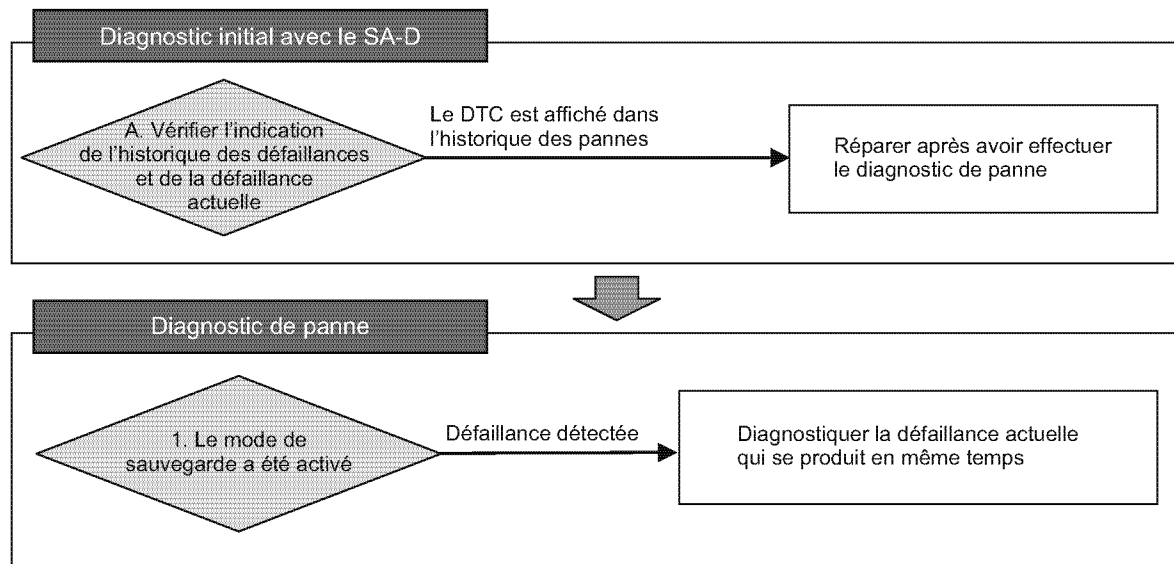 Diagnostic initial avec le SA-D
A. Vérifier l'indication
de l'historique des défaillances
et de la défaillance
actuelle
Le DTC est affiché dans
l'historique des pannes
Réparer après avoir effectuer
le diagnostic de panne
Diagnostic de panne
1. Le mode de
sauvegarde a été activé
Défaillance détectée
Diagnostiquer la défaillance actuelle
qui se produit en même temps